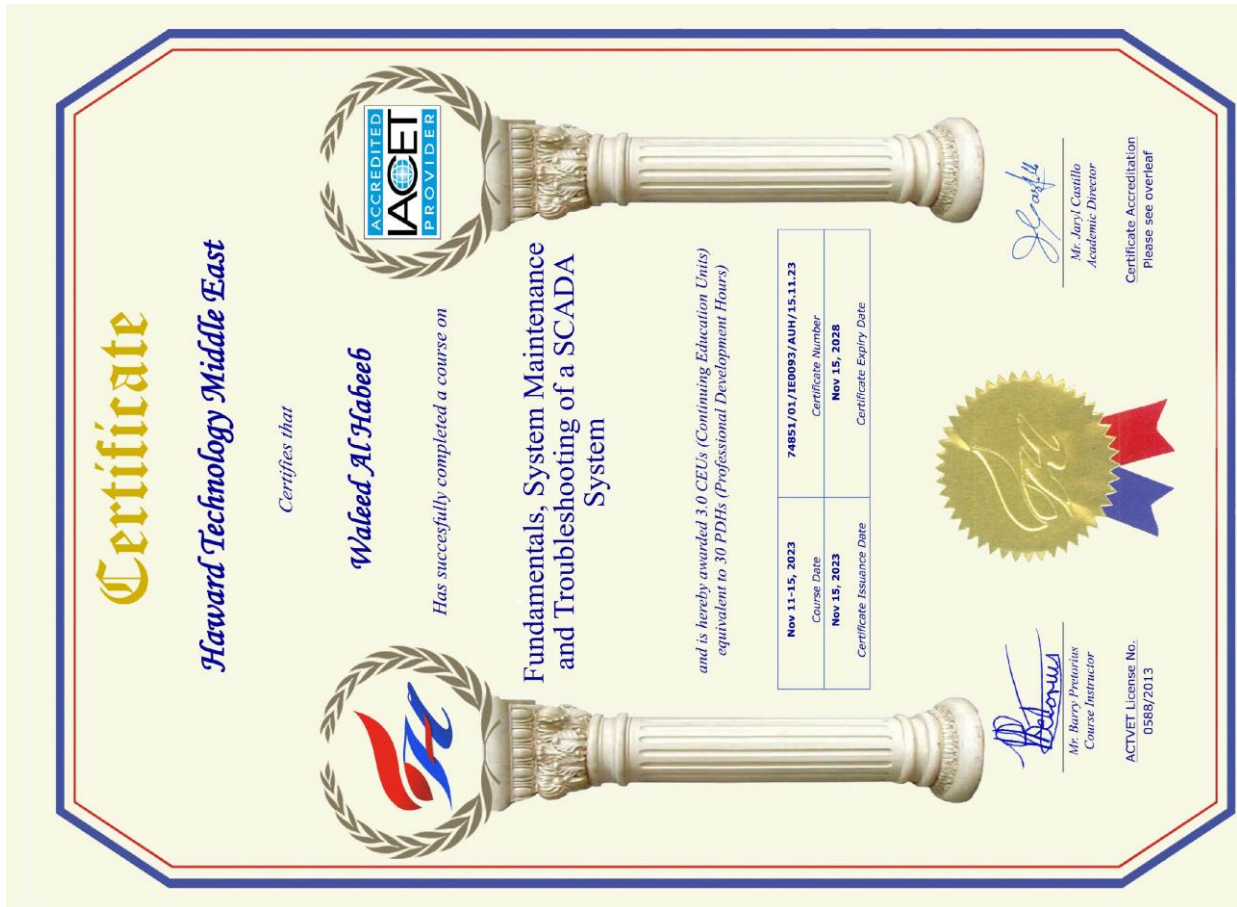 Certificate
Haward Technology Middle East
Certifies that
Waleed Al Habeeb
Has succesfully completed a course on
Fundamentals, System Maintenance
and Troubleshooting of a SCADA
System
and is hereby awarded 3.0 CEUs (Continuing Education Units)
equivalent to 30 PDHs (Professional Development Hours)
Nov 11-15, 2023
Course Date
74851/01/IE0093/AUH/15.11.23
Certificate Number
Nov 15, 2023
Certificate Issuance Date
Nov 15, 2028
Certificate Expiry Date
ACCREDITED
IACET
PROVIDER
Mr. Barry Pretorius
Course Instructor
ACTVET License No.
0588/2013
Mr. Jaryl Castillo
Academic Director
Certificate Accreditation
Please see overleaf